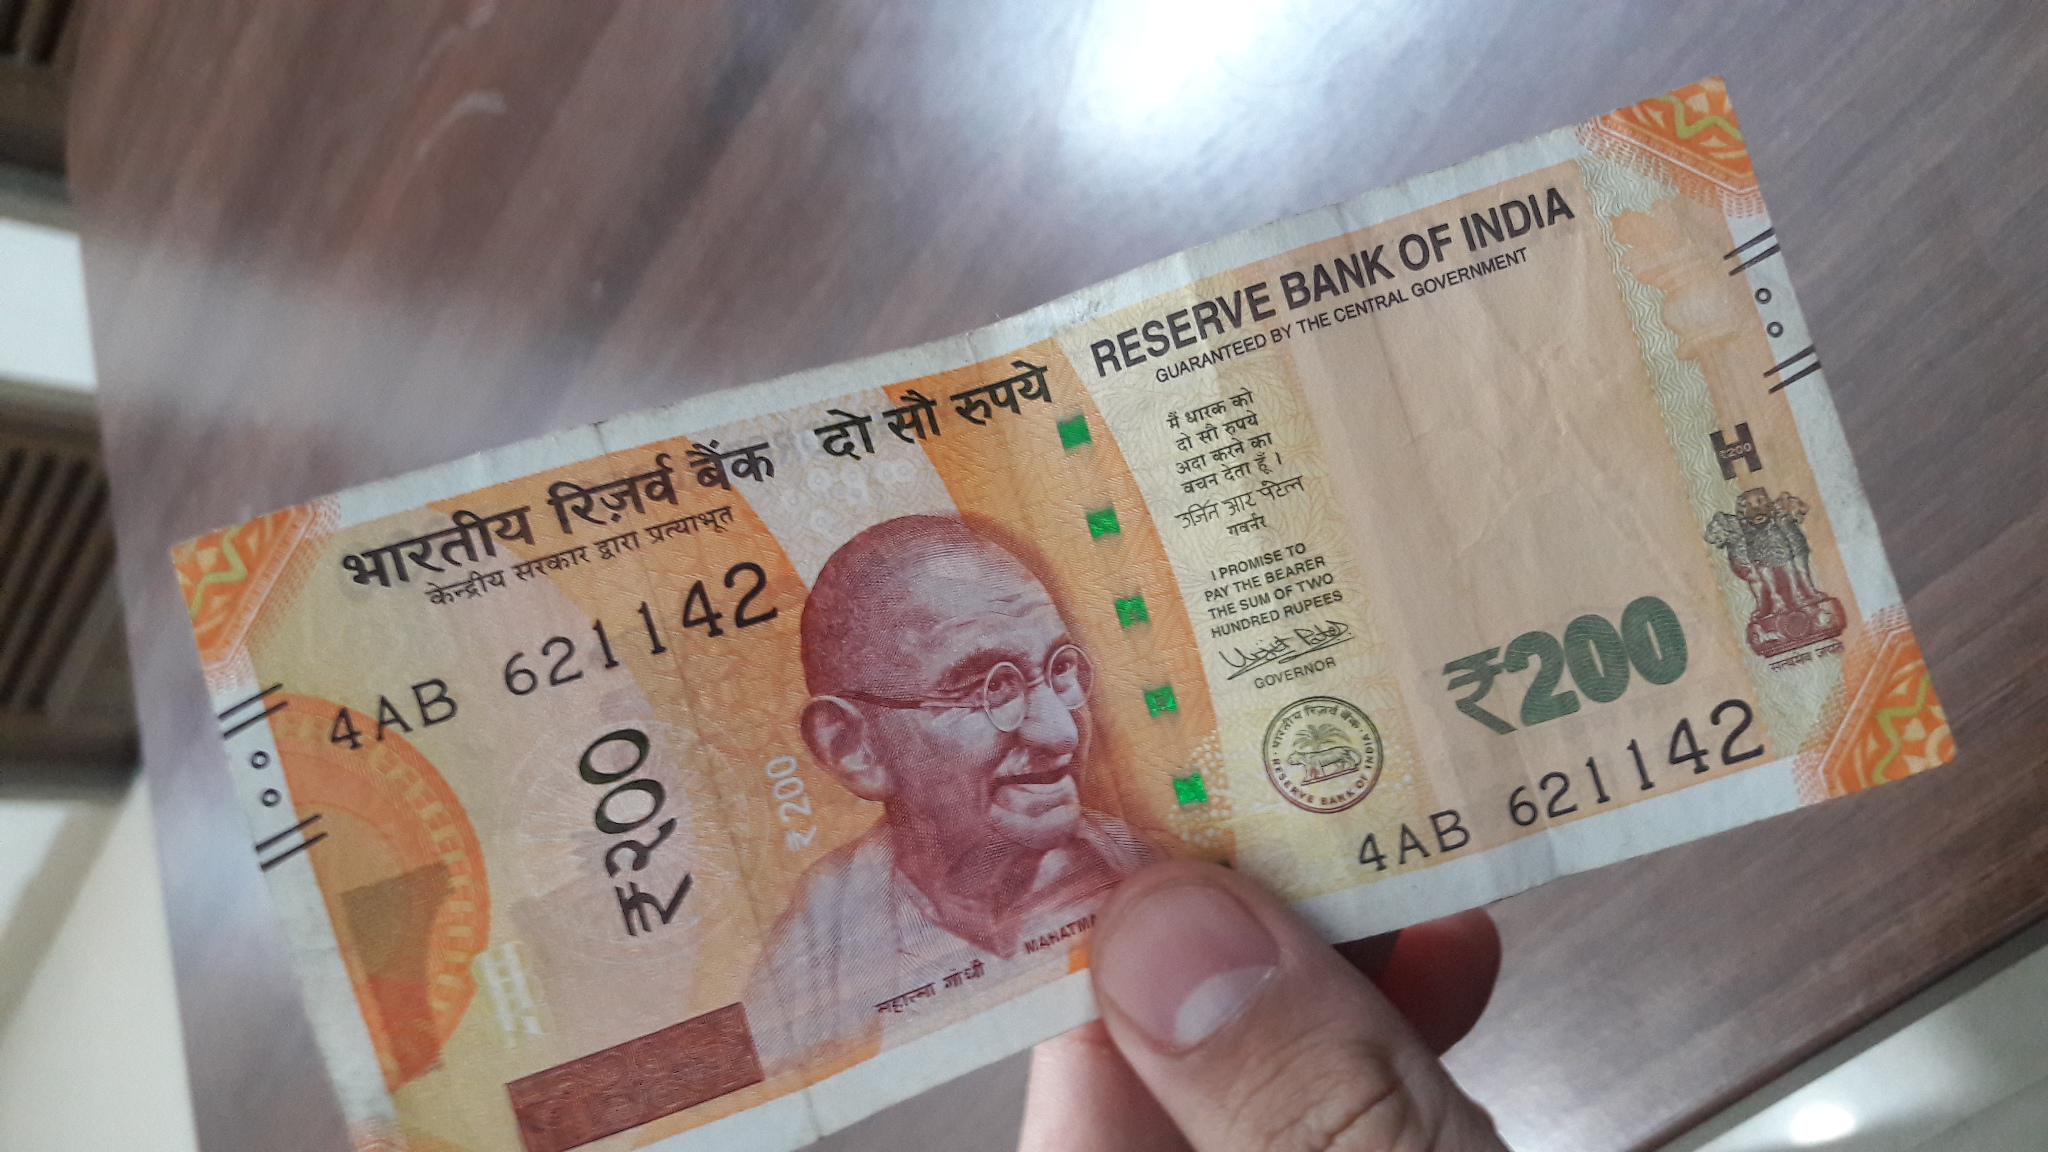 भारतीय रिज़र्व बैंक
केन्द्रीय सरकार द्वारा प्रत्याभूत
4AB 621142
₹२००
₹200
दो सौ रुपये
महात्मा गांधी
MAHATMA
RESERVE BANK OF INDIA
GUARANTEED BY THE CENTRAL GOVERNMENT
मैं धारक को
दो सौ रुपये
अदा करने का
वचन देता हूँ ।
उर्जित आर. पटेल
गवर्नर
I PROMISE TO
PAY THE BEARER
THE SUM OF TWO
HUNDRED RUPEES
GOVERNOR
भारतीय रिज़र्व बैंक
RESERVE BANK OF INDIA
₹200
4AB 621142
H
₹200
सत्यमेव जयते